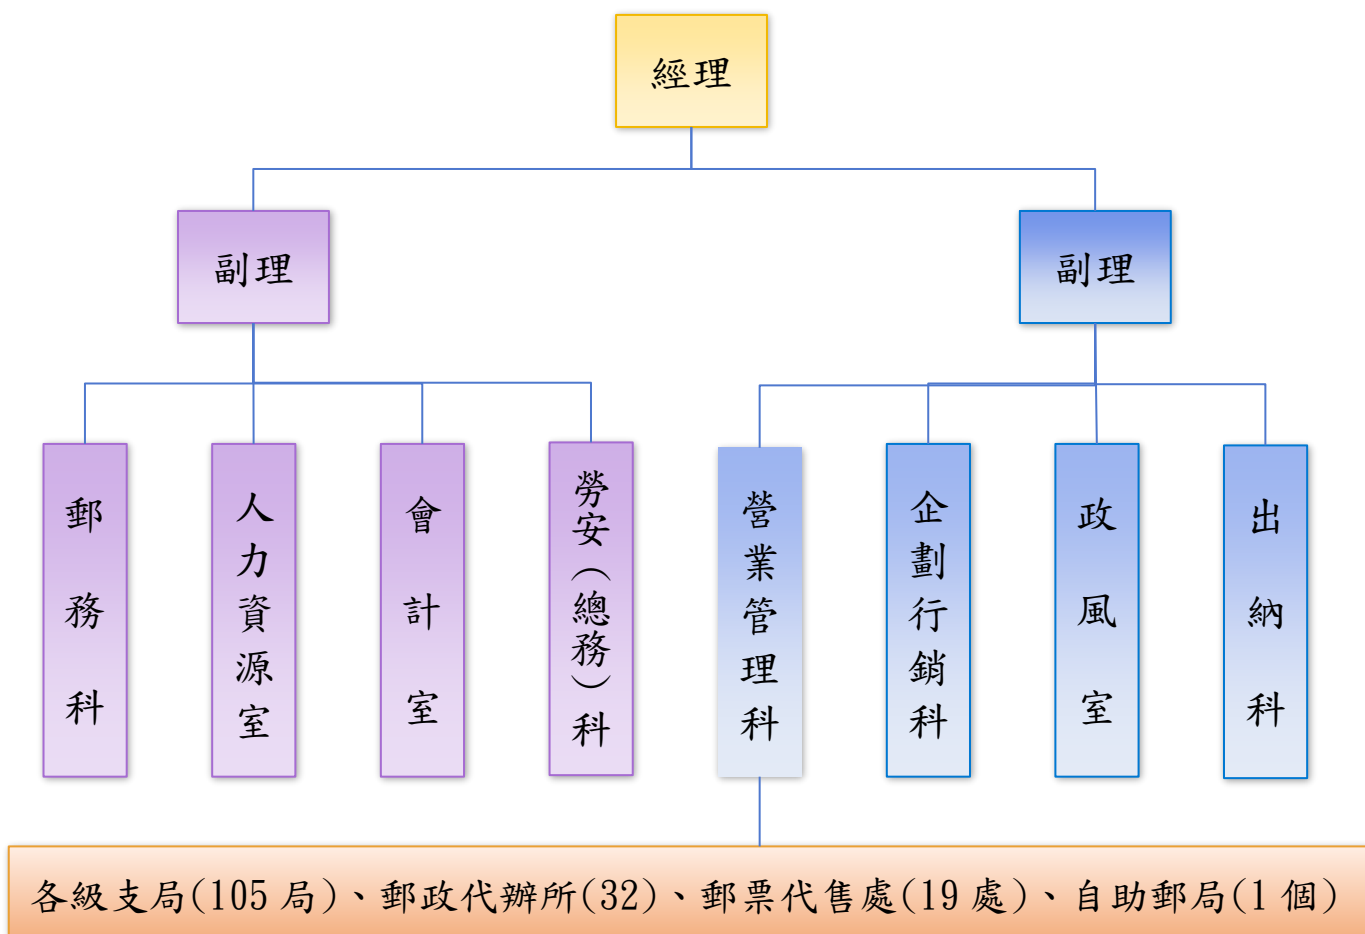 經理
副理
副理
郵務科
人力資源室
會計室
勞安(總務)科
營業管理科
企劃行銷科
政風室
出納科
各級支局(105局)、郵政代辦所(32)、郵票代售處(19處)、自助郵局(1個)